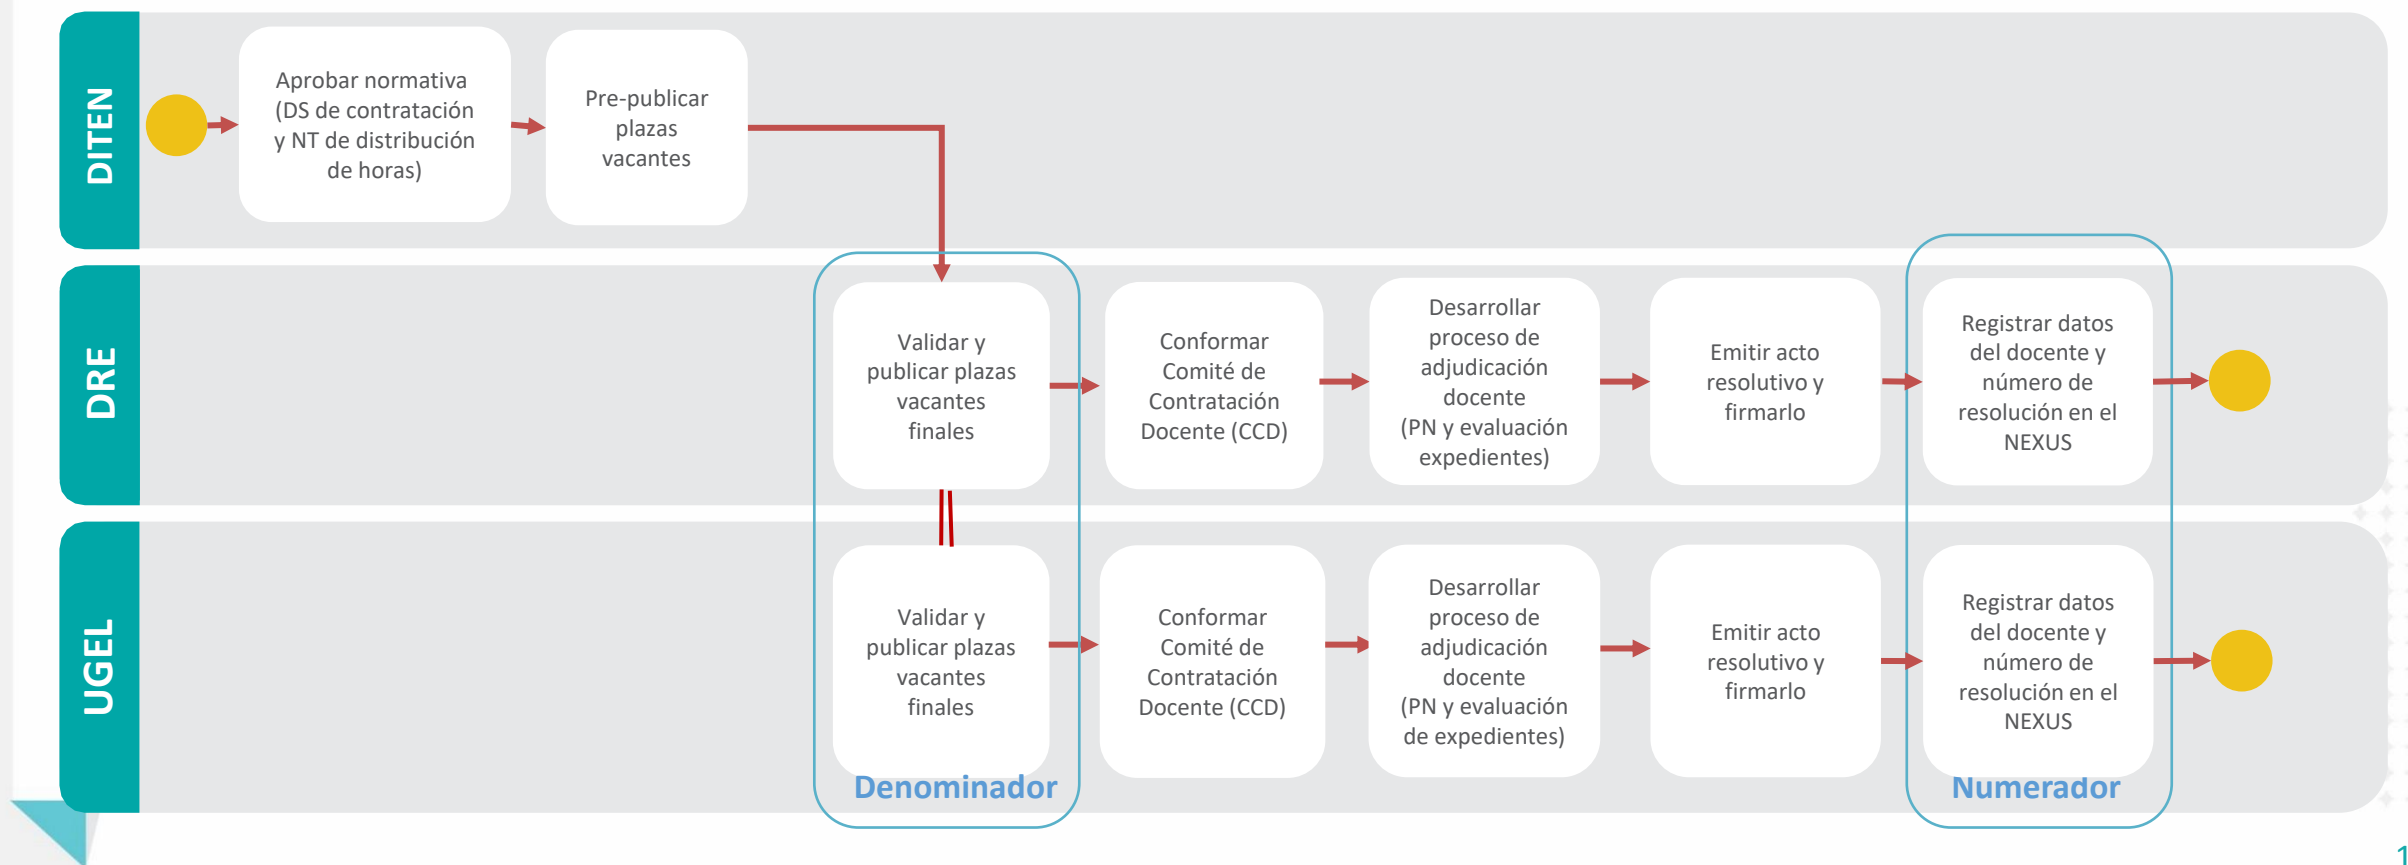 DITEN
Aprobar normativa
(DS de contratación
y NT de distribución
de horas)
Pre-publicar
plazas
vacantes
DRE
Validar y
publicar plazas
vacantes
finales
Conformar
Comité de
Contratación
Docente (CCD)
Desarrollar
proceso de
adjudicación
docente
(PN y evaluación
expedientes)
Emitir acto
resolutivo y
firmarlo
Registrar datos
del docente y
número de
resolución en el
NEXUS
UGEL
Validar y
publicar plazas
vacantes
finales
Conformar
Comité de
Contratación
Docente (CCD)
Desarrollar
proceso de
adjudicación
docente
(PN y evaluación
de expedientes)
Emitir acto
resolutivo y
firmarlo
Registrar datos
del docente y
número de
resolución en el
NEXUS
Denominador
Numerador
1